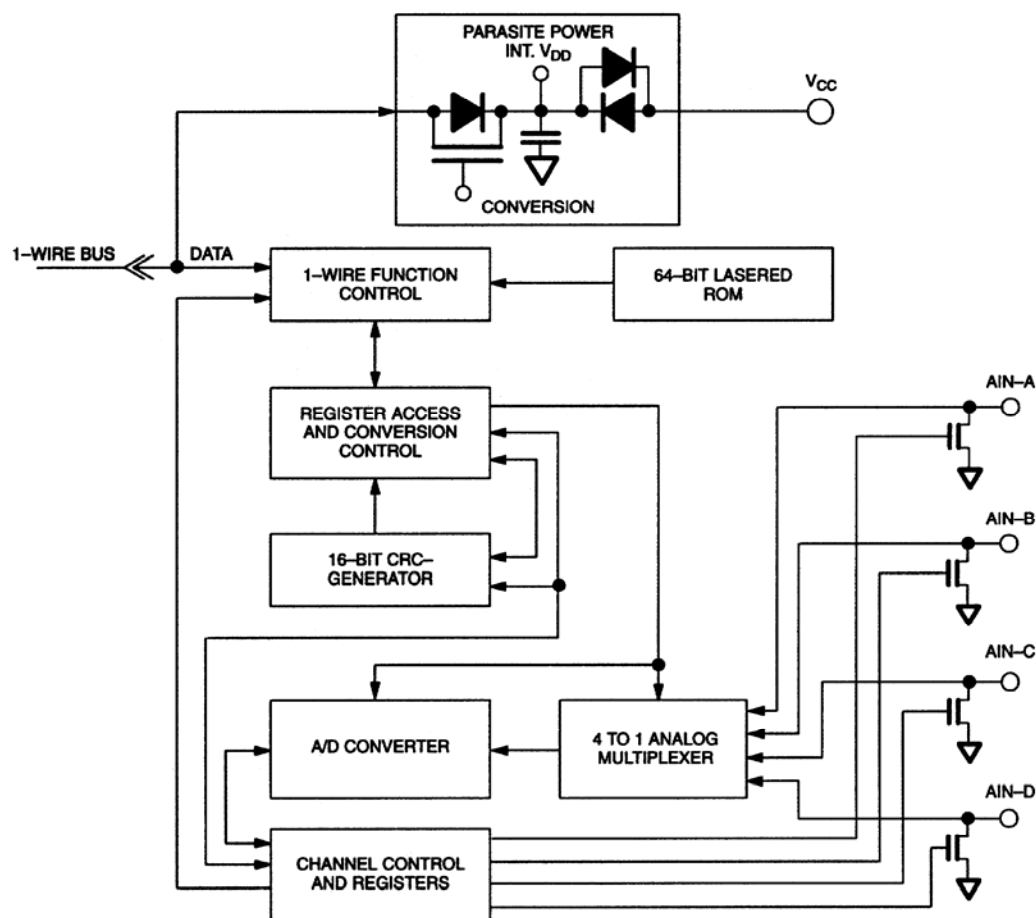 PARASITE POWER
INT. VDD
VCC
CONVERSION
1–WIRE BUS
DATA
1–WIRE FUNCTION
CONTROL
64–BIT LASERED
ROM
AIN–A
REGISTER ACCESS
AND CONVERSION
CONTROL
AIN–B
16–BIT CRC–
GENERATOR
AIN–C
A/D CONVERTER
4 TO 1 ANALOG
MULTIPLEXER
AIN–D
CHANNEL CONTROL
AND REGISTERS